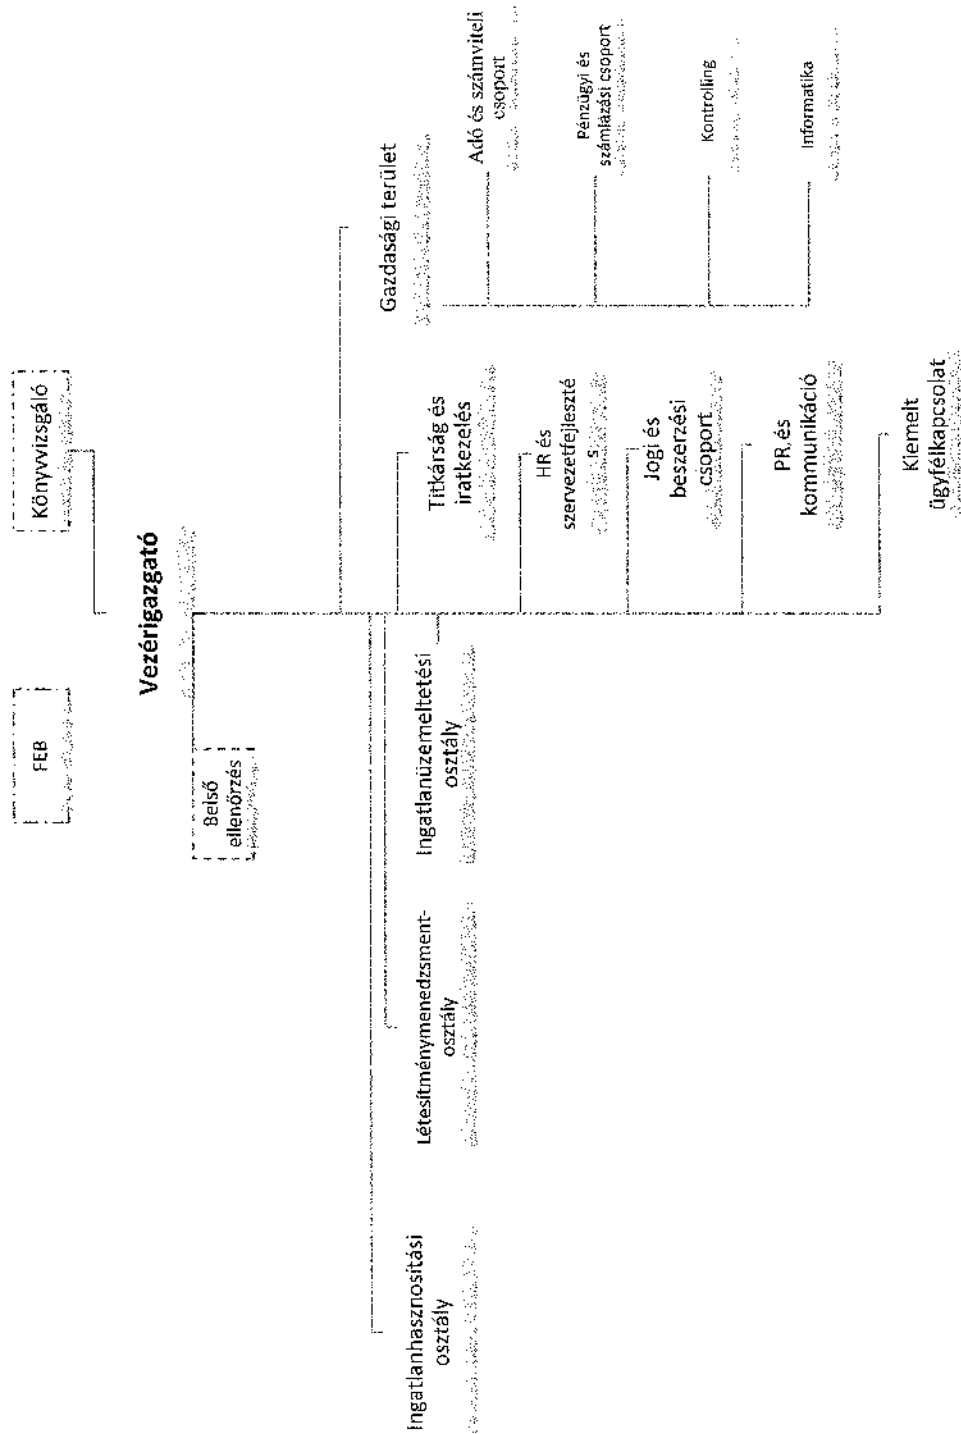 FEB
Könyvvizsgáló
Vezérigazgató
Belső
ellenőrzés
Ingatlanhasznosítási
osztály
Létesítménymenedzsment-
osztály
Ingatlanüzemeltetési
osztály
Titkárság és
iratkezelés
HR és
szervezetfejleszté
s
Jogi és
beszerzési
csoport
PR és
kommunikáció
Kiemelt
ügyfélkapcsolat
Gazdasági terület
Adó és számviteli
csoport
Pénzügyi és
számlázási csoport
Kontrolling
Informatika